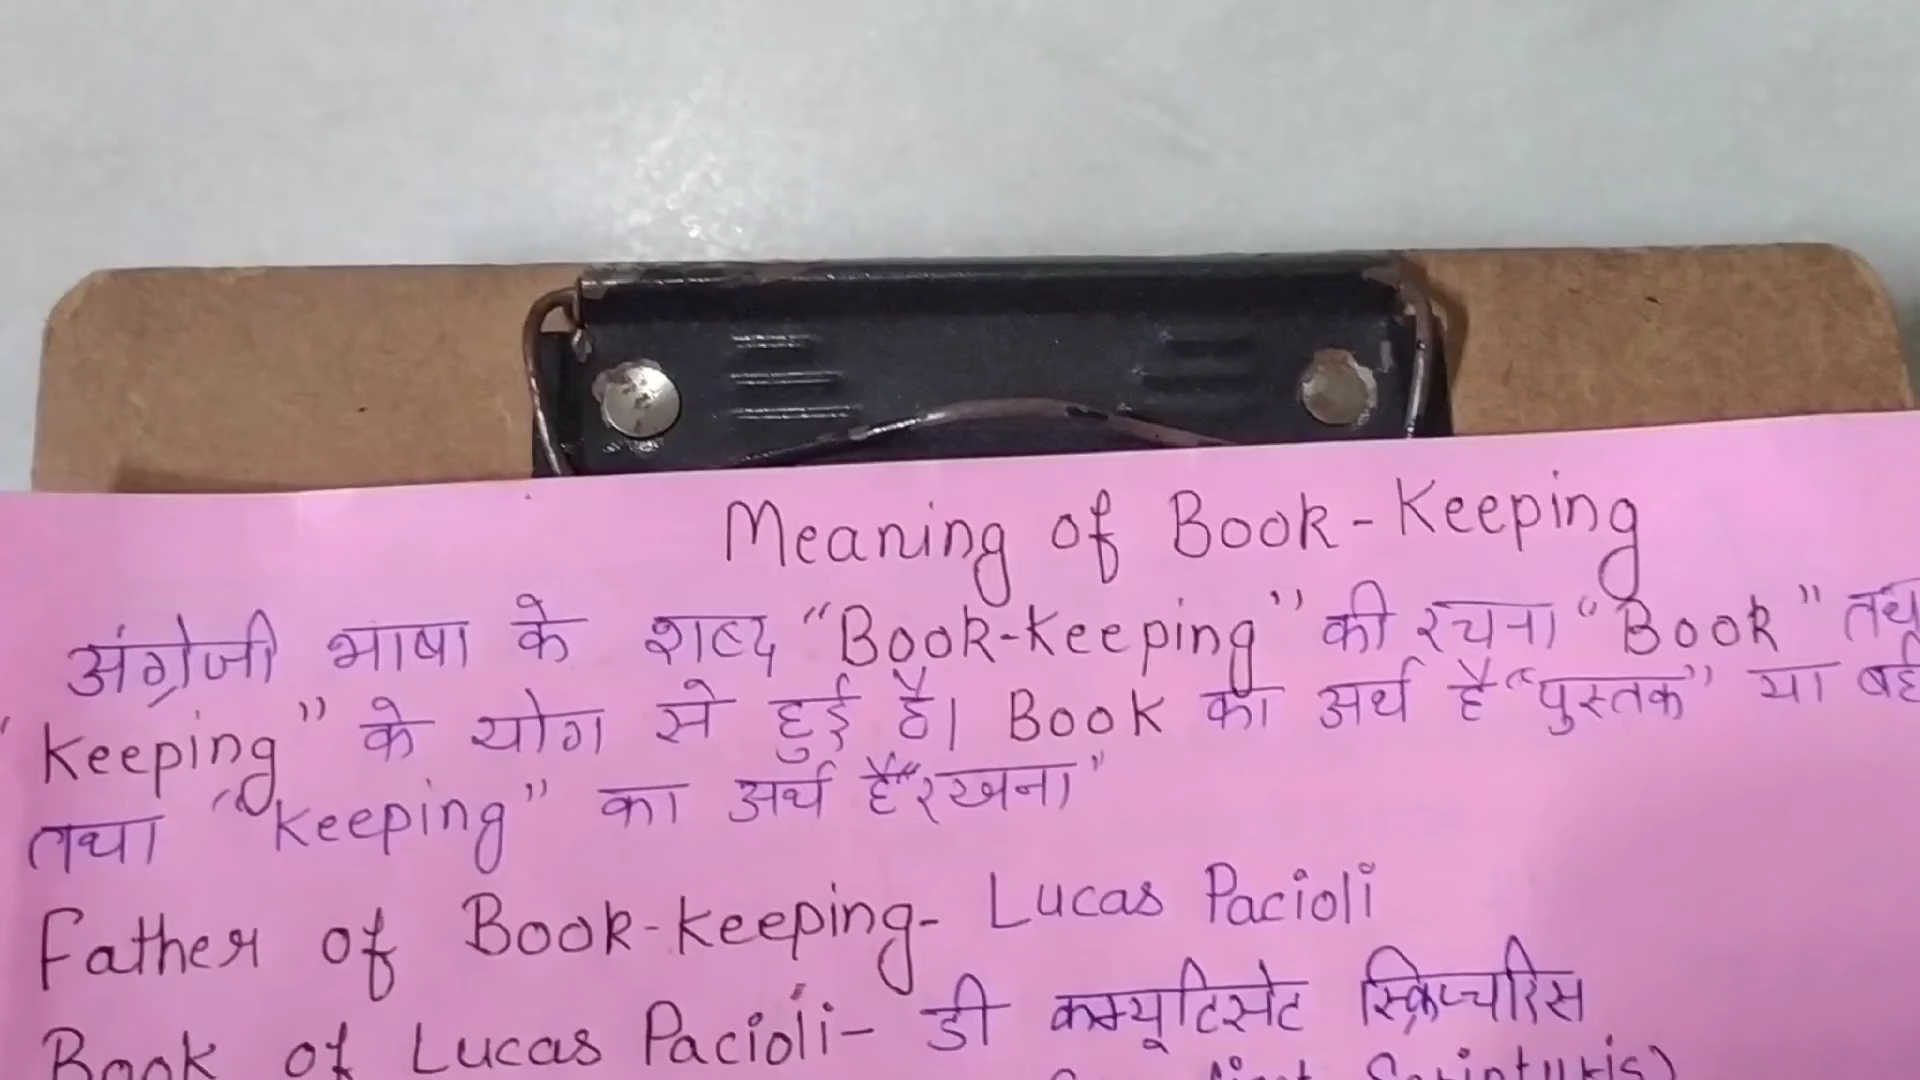 Meaning of Book-Keeping
अंग्रेजी भाषा के शब्द "Book-Keeping" की रचना "Book" तथा
"Keeping" के योग से हुई है। Book का अर्थ है "पुस्तक" या
तथा "Keeping" का अर्थ है "रखना"
Father of Book-Keeping- Lucas Pacioli
Book of Lucas Pacioli- डी कम्यूटिसेट स्क्रिप्चरिस